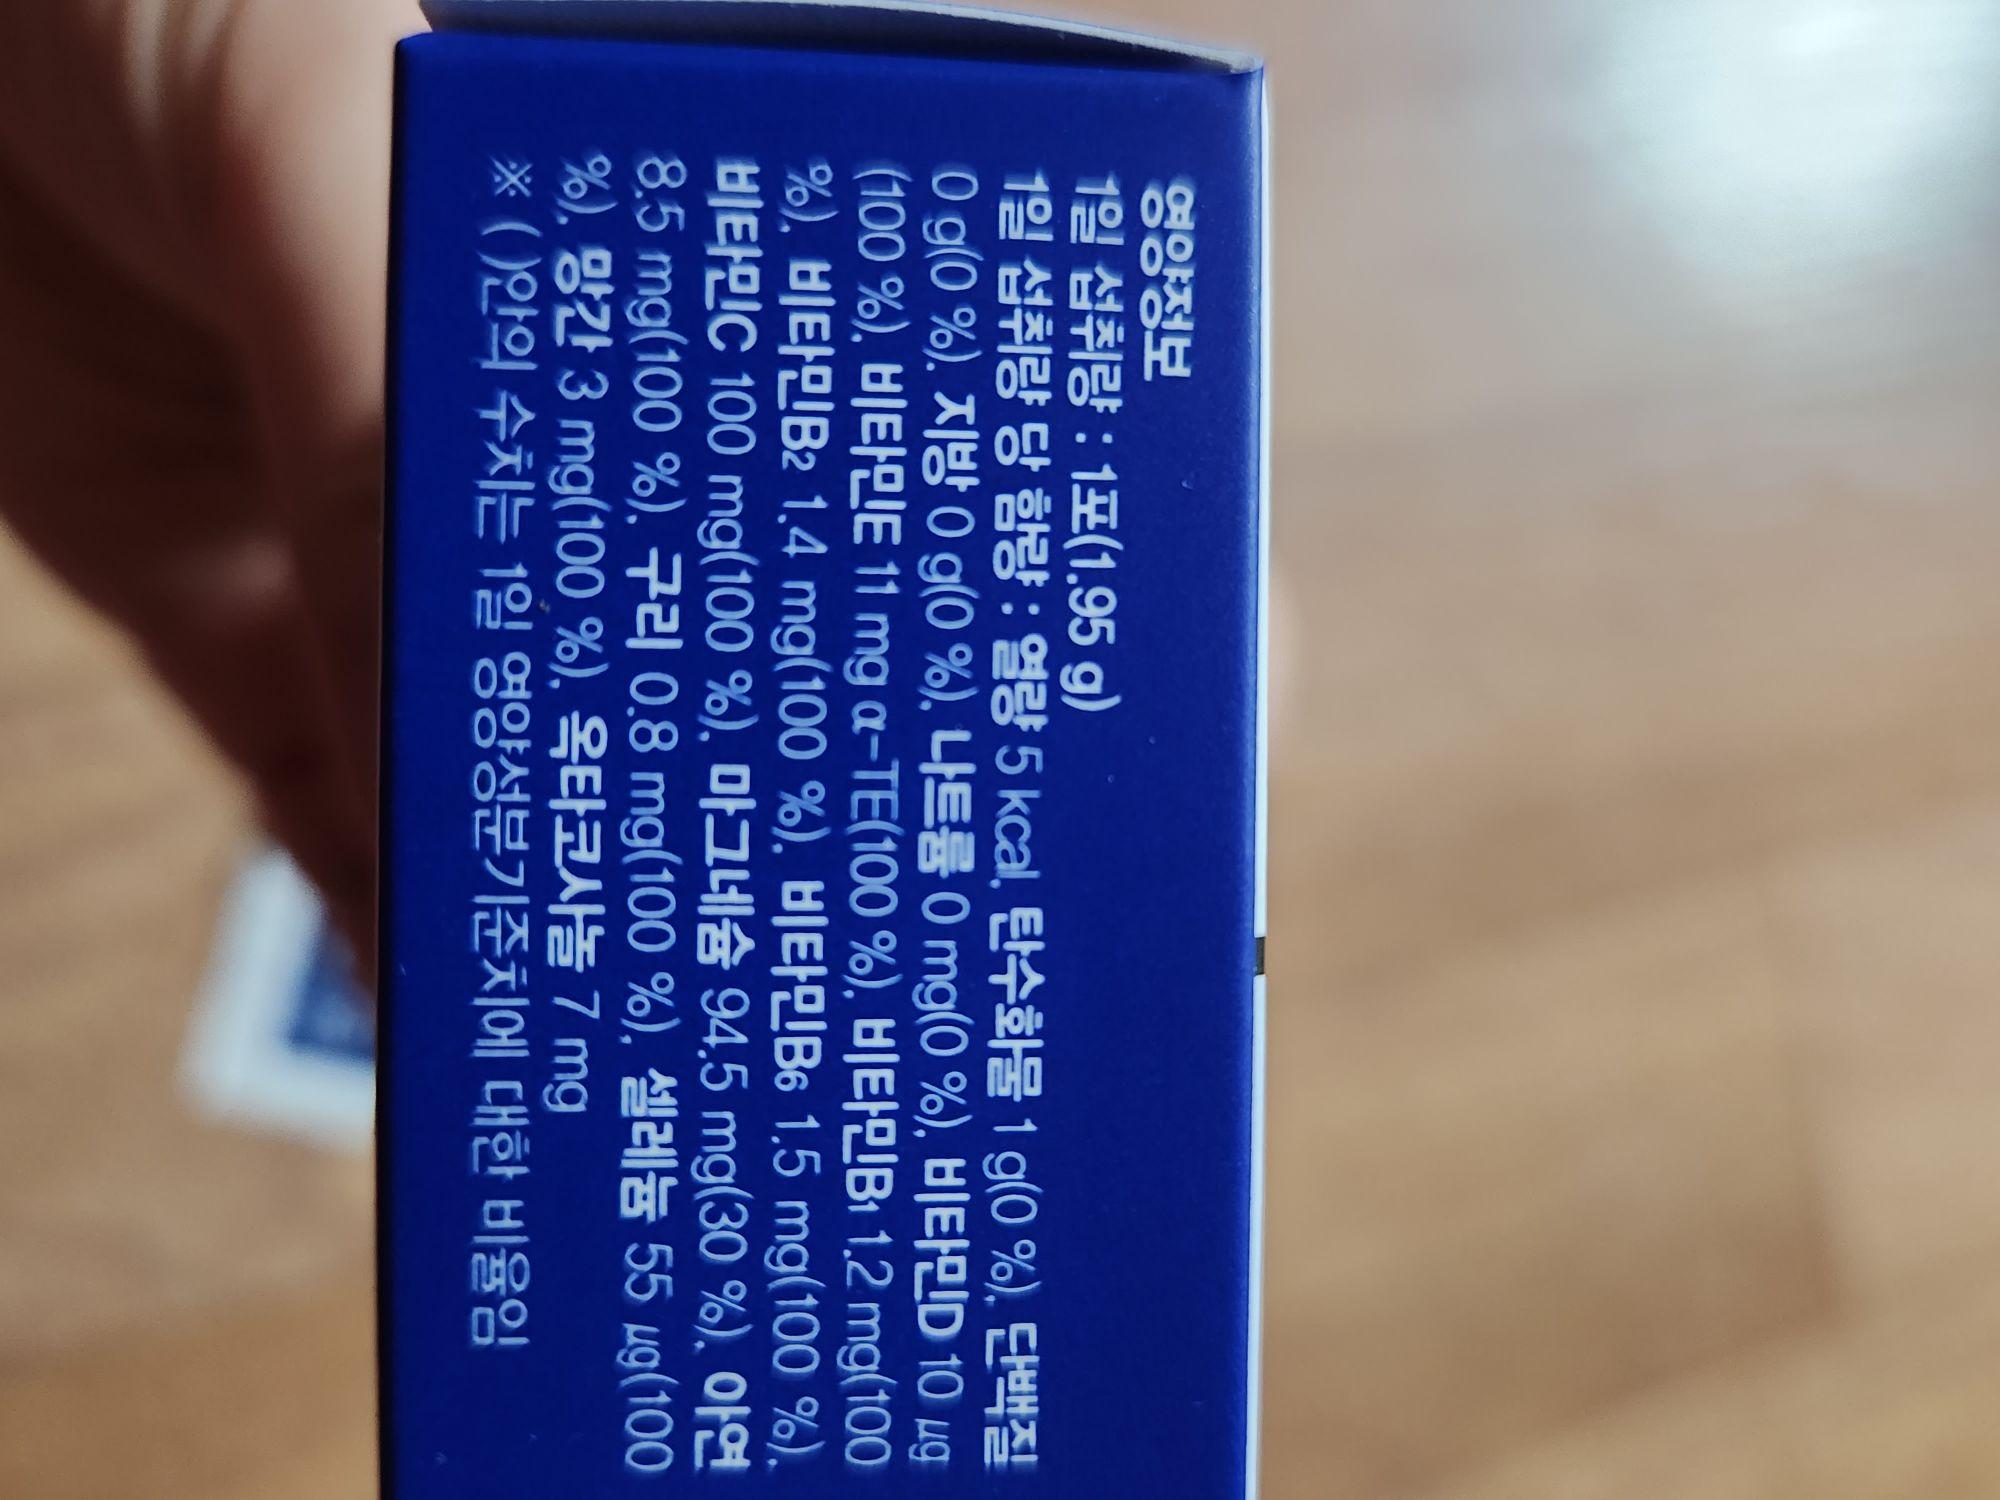 영양정보
1일 섭취량 : 1포(1.95 g)
1일 섭취량 당 함량 : 열량 5 kcal, 탄수화물 1 g(0 %), 단백질
0 g(0 %), 지방 0 g(0 %), 나트륨 0 mg(0 %), 비타민D 10 µg
(100 %), 비타민E 11 mg α-TE(100 %), 비타민B₁ 1.2 mg(100
%), 비타민B₂ 1.4 mg(100 %), 비타민B₆ 1.5 mg(100 %),
비타민C 100 mg(100 %), 마그네슘 94.5 mg(30 %), 아연
8.5 mg(100 %), 구리 0.8 mg(100 %), 셀레늄 55 µg(100
%), 망간 3 mg(100 %), 옥타코사놀 7 mg
※ ( )안의 수치는 1일 영양성분기준치에 대한 비율임